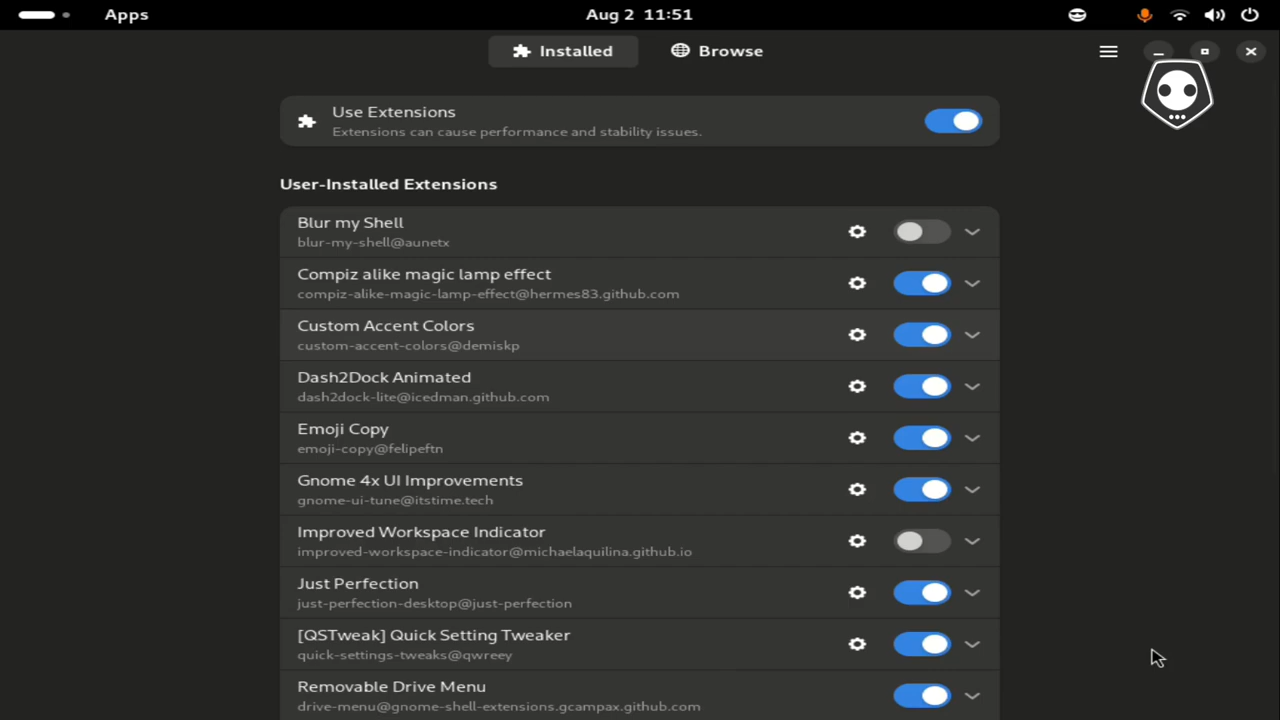 Apps
Aug 2 11:51
Installed
Browse
Use Extensions
Extensions can cause performance and stability issues.
User-Installed Extensions
Blur my Shell
blur-my-shell@aunetx
Compiz alike magic lamp effect
compiz-alike-magic-lamp-effect@hermes83.github.com
Custom Accent Colors
custom-accent-colors@demiskp
Dash2Dock Animated
dash2dock-lite@icedman.github.com
Emoji Copy
emoji-copy@felipeftn
Gnome 4x UI Improvements
gnome-ui-tune@itstime.tech
Improved Workspace Indicator
improved-workspace-indicator@michaelaquilina.github.io
Just Perfection
just-perfection-desktop@just-perfection
[QSTweak] Quick Setting Tweaker
quick-settings-tweaks@qwreey
Removable Drive Menu
drive-menu@gnome-shell-extensions.gcampax.github.com